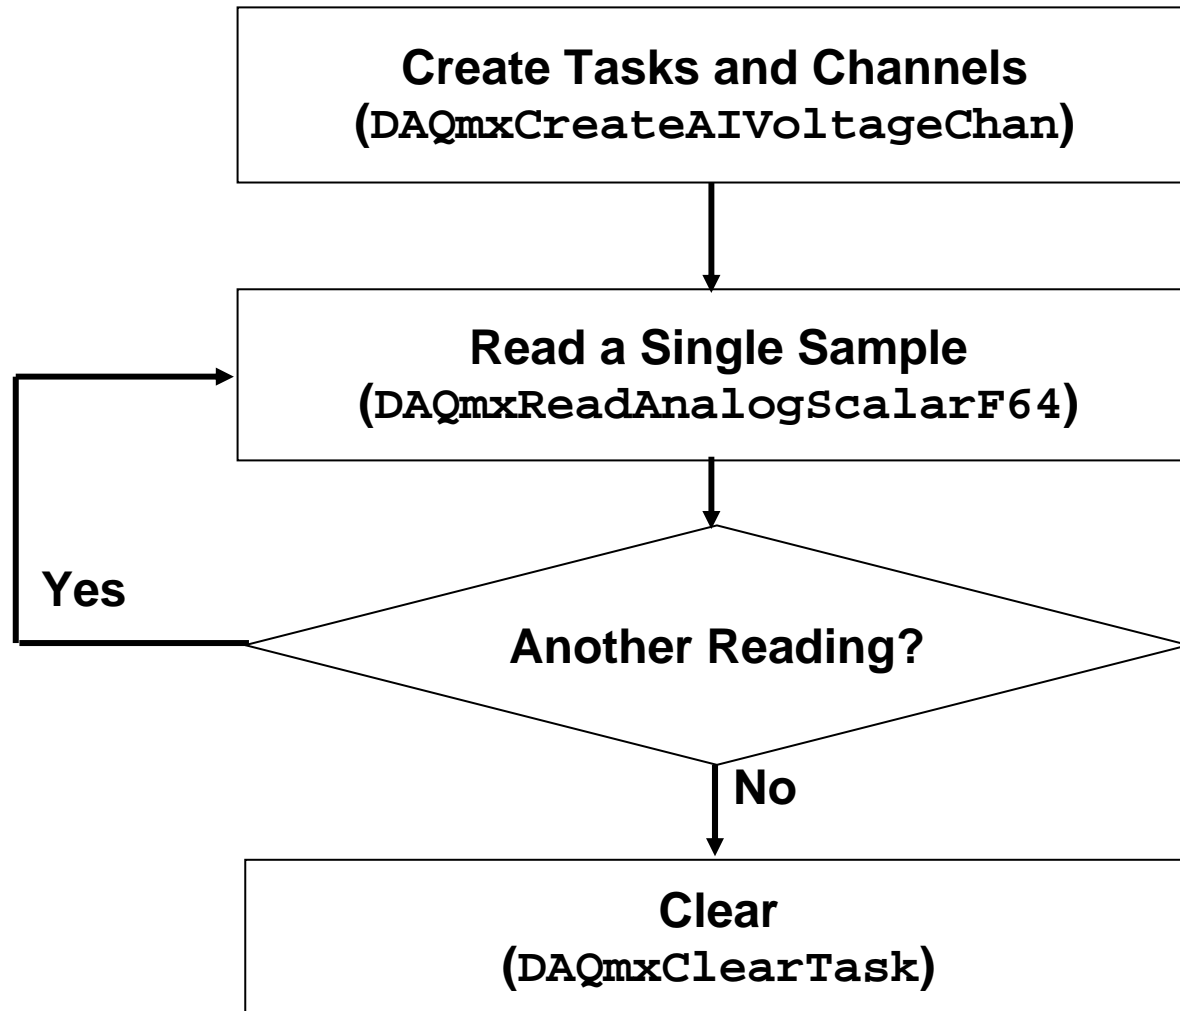 Create Tasks and Channels
(DAQmxCreateAIVoltageChan)
Read a Single Sample
(DAQmxReadAnalogScalarF64)
Yes
Another Reading?
No
Clear
(DAQmxClearTask)